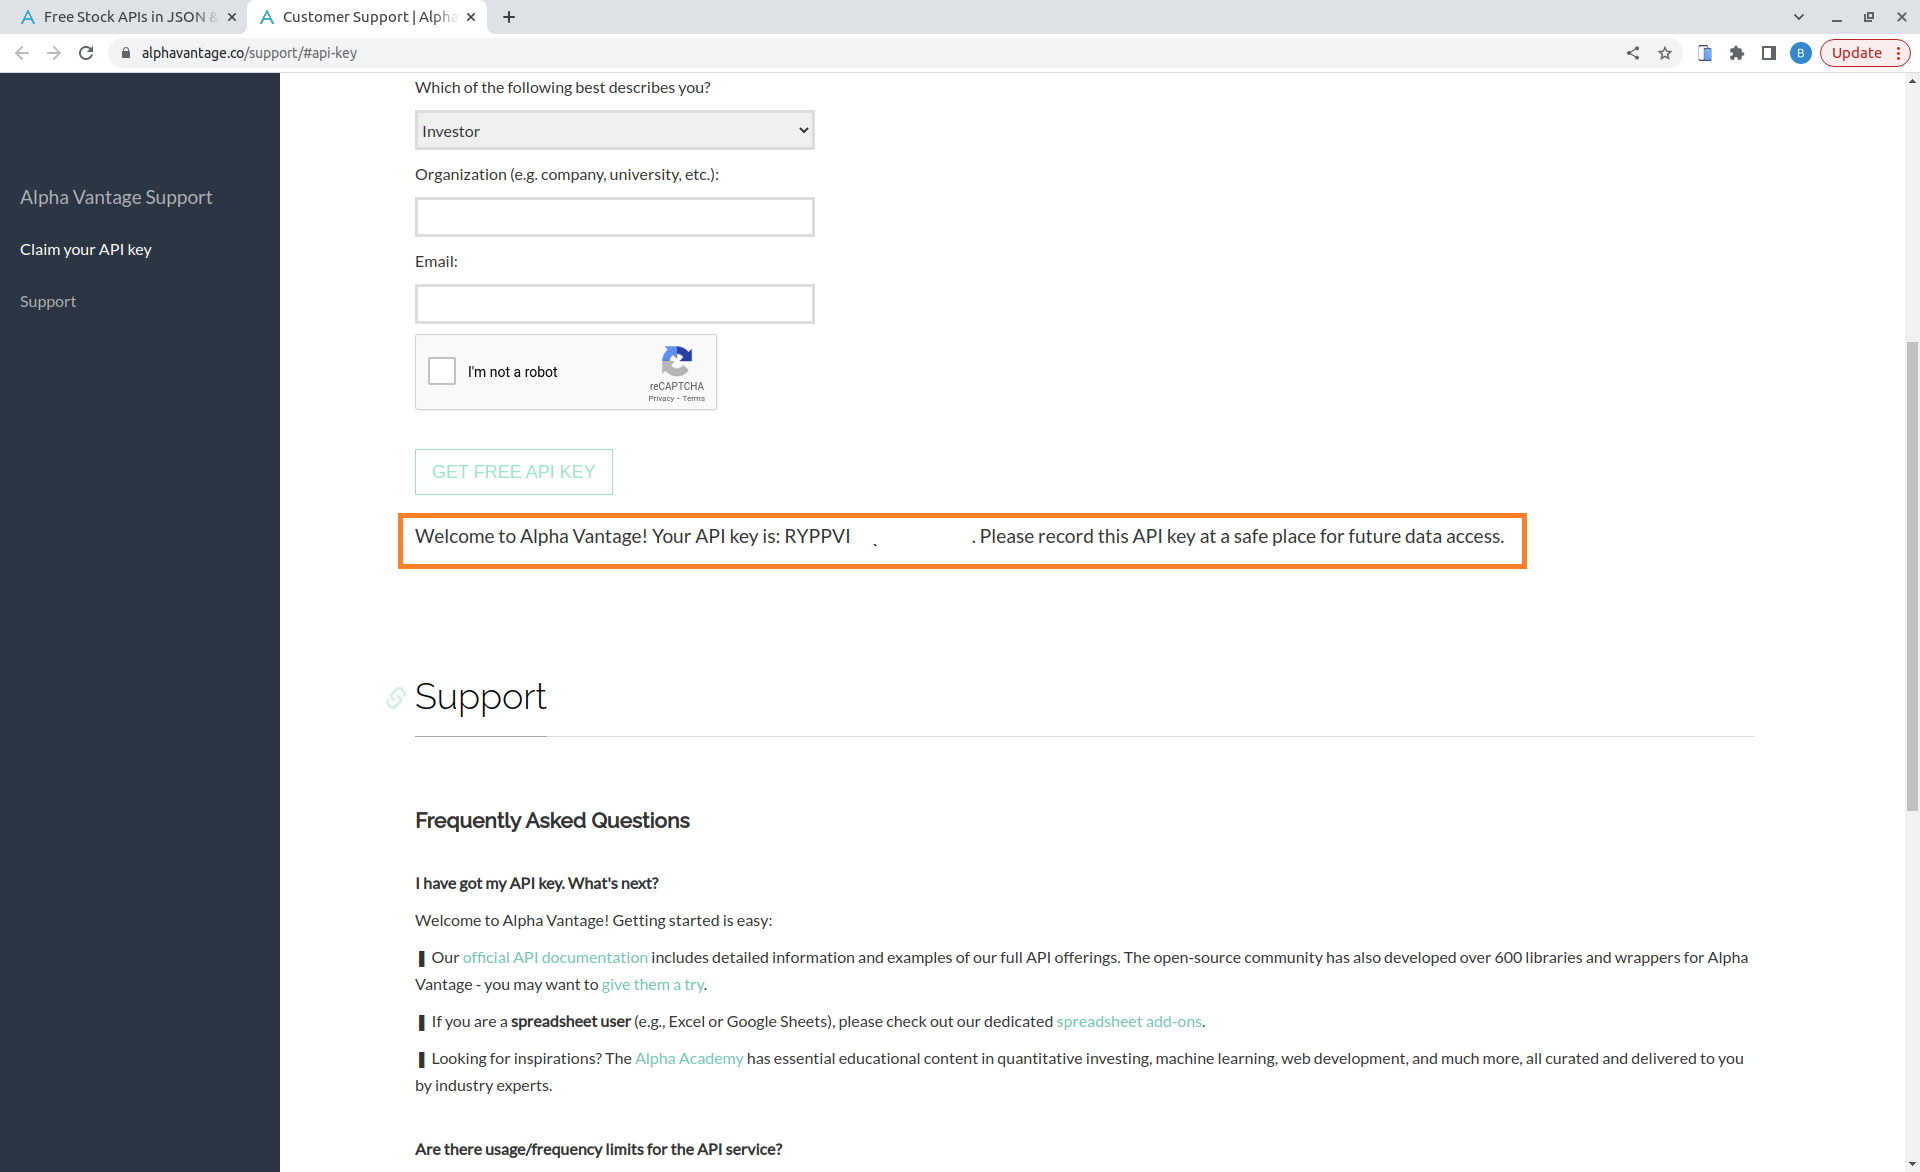 Free Stock APIs in JSON &
Customer Support | Alpha
alphavantage.co/support/#api-key
B
Update
Alpha Vantage Support
Claim your API key
Support
Which of the following best describes you?
Investor
Organization (e.g. company, university, etc.):
Email:
I'm not a robot
reCAPTCHA
Privacy - Terms
GET FREE API KEY
Welcome to Alpha Vantage! Your API key is: RYPPVI . Please record this API key at a safe place for future data access.
Support
Frequently Asked Questions
I have got my API key. What's next?
Welcome to Alpha Vantage! Getting started is easy:
❚ Our official API documentation includes detailed information and examples of our full API offerings. The open-source community has also developed over 600 libraries and wrappers for Alpha
Vantage - you may want to give them a try.
❚ If you are a spreadsheet user (e.g., Excel or Google Sheets), please check out our dedicated spreadsheet add-ons.
❚ Looking for inspirations? The Alpha Academy has essential educational content in quantitative investing, machine learning, web development, and much more, all curated and delivered to you
by industry experts.
Are there usage/frequency limits for the API service?